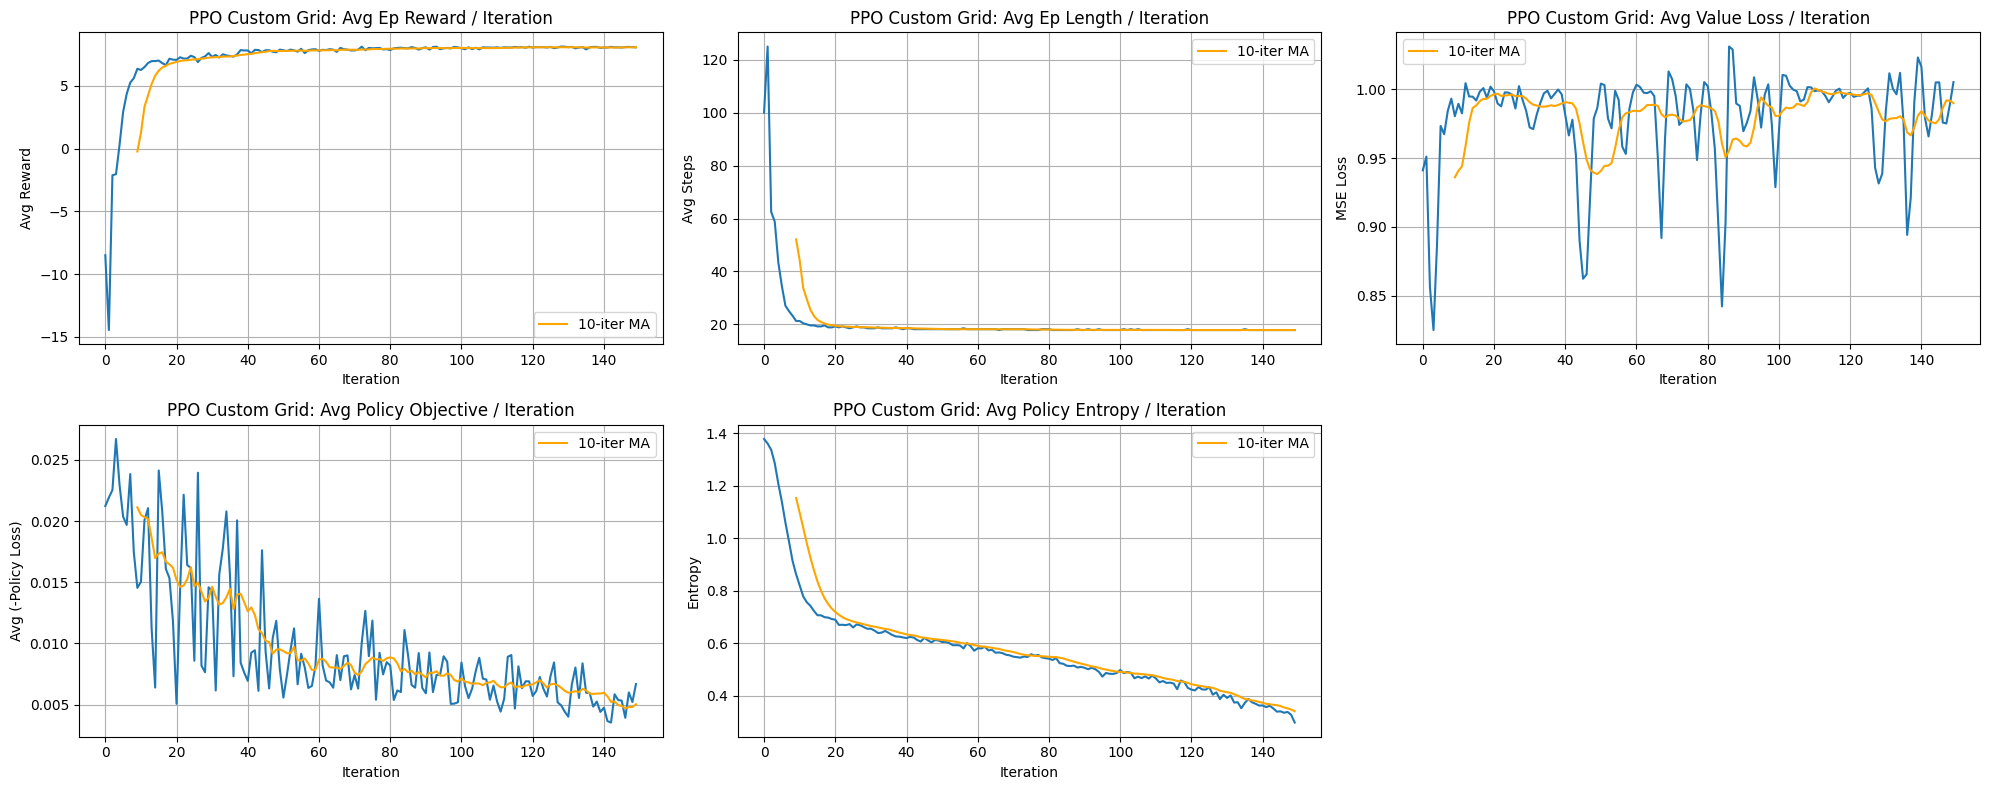 PPO Custom Grid: Avg Ep Reward / Iteration
Avg Reward
5
0
−5
−10
−15
10-iter MA
0 20 40 60 80 100 120 140
Iteration
PPO Custom Grid: Avg Ep Length / Iteration
Avg Steps
120
100
80
60
40
20
10-iter MA
0 20 40 60 80 100 120 140
Iteration
PPO Custom Grid: Avg Value Loss / Iteration
MSE Loss
1.00
0.95
0.90
0.85
10-iter MA
0 20 40 60 80 100 120 140
Iteration
PPO Custom Grid: Avg Policy Objective / Iteration
Avg (-Policy Loss)
0.025
0.020
0.015
0.010
0.005
10-iter MA
0 20 40 60 80 100 120 140
Iteration
PPO Custom Grid: Avg Policy Entropy / Iteration
Entropy
1.4
1.2
1.0
0.8
0.6
0.4
10-iter MA
0 20 40 60 80 100 120 140
Iteration